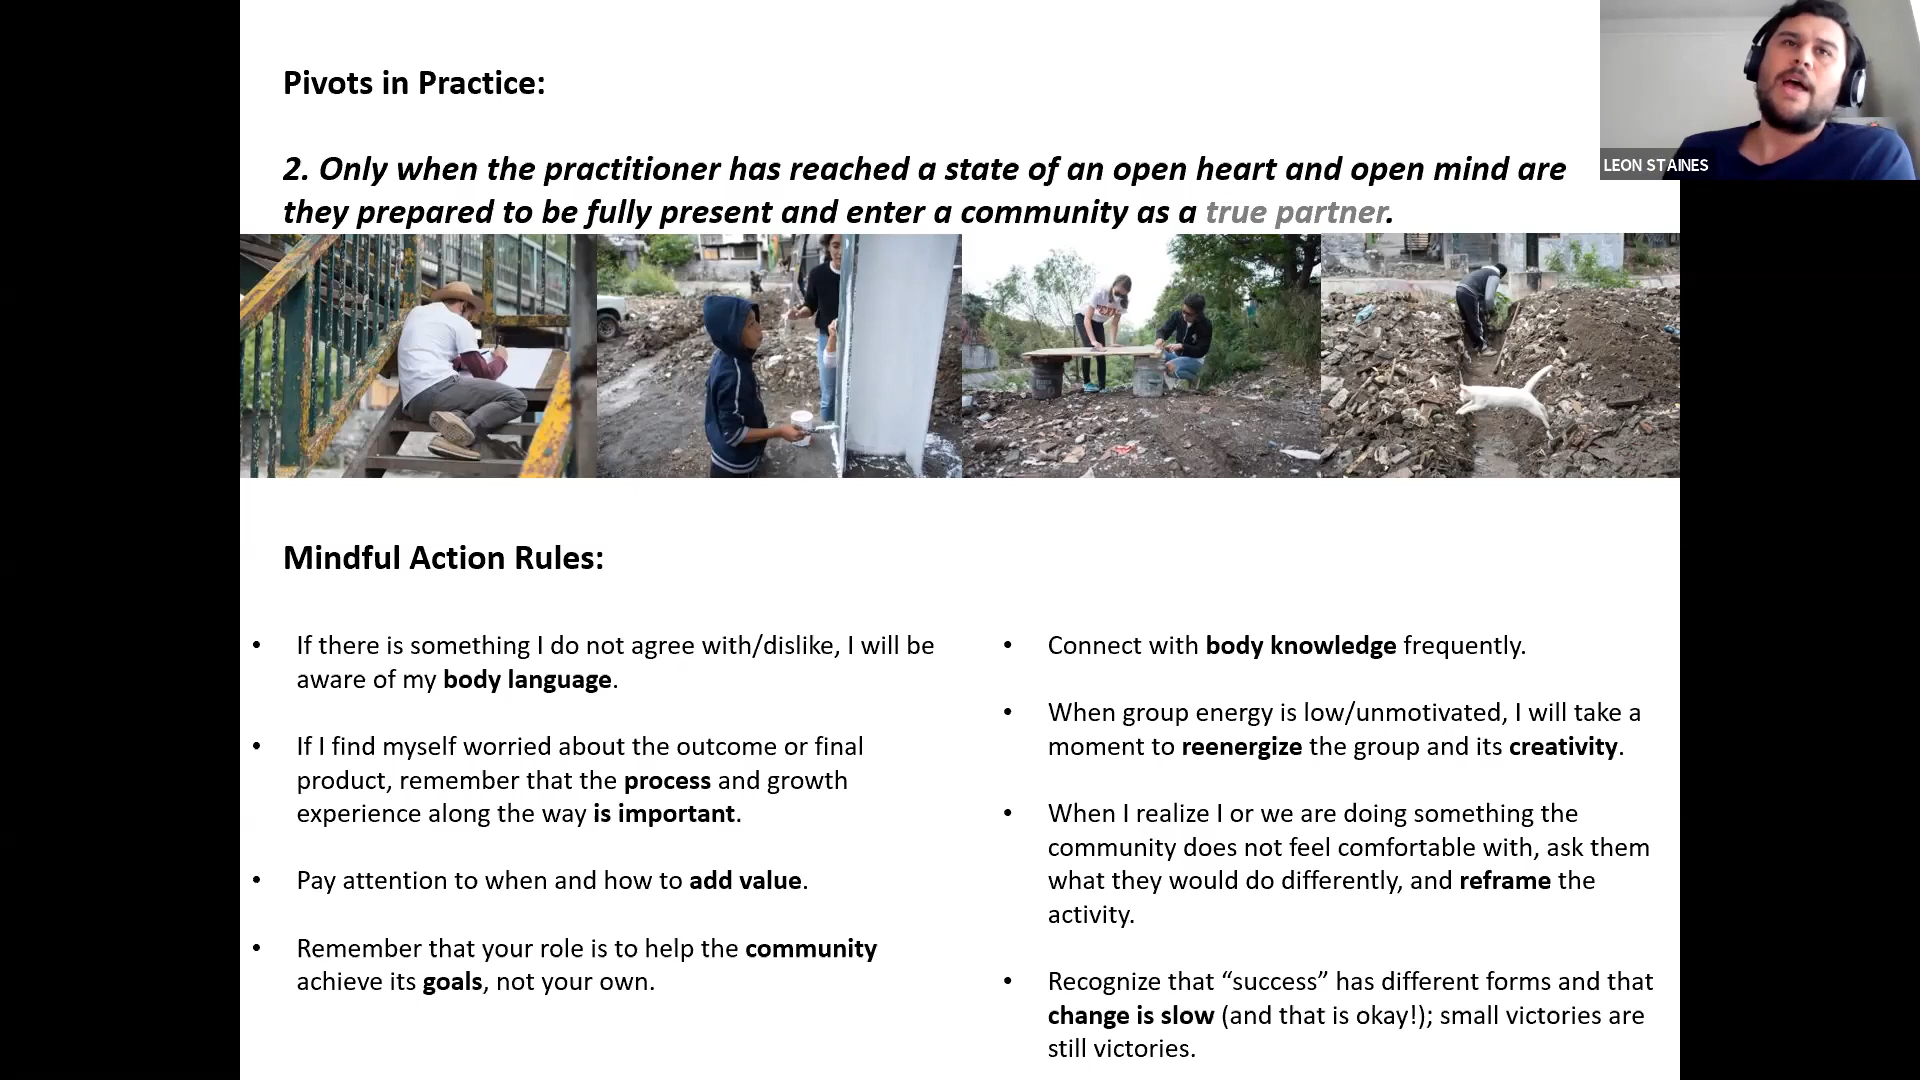 Pivots in Practice:
2. Only when the practitioner has reached a state of an open heart and open mind are
they prepared to be fully present and enter a community as a true partner.
LEON STAINES
Mindful Action Rules:
• If there is something I do not agree with/dislike, I will be
aware of my body language.
• If I find myself worried about the outcome or final
product, remember that the process and growth
experience along the way is important.
• Pay attention to when and how to add value.
• Remember that your role is to help the community
achieve its goals, not your own.
• Connect with body knowledge frequently.
• When group energy is low/unmotivated, I will take a
moment to reenergize the group and its creativity.
• When I realize I or we are doing something the
community does not feel comfortable with, ask them
what they would do differently, and reframe the
activity.
• Recognize that “success” has different forms and that
change is slow (and that is okay!); small victories are
still victories.